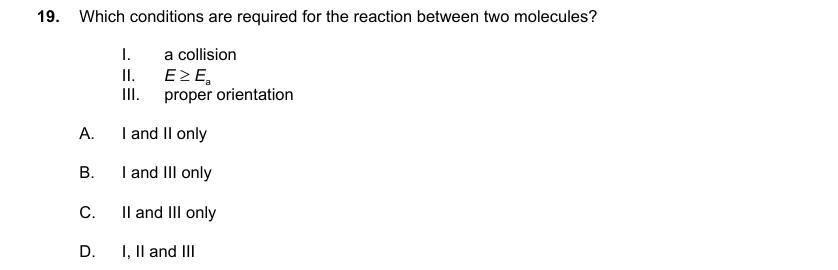 19. Which conditions are required for the reaction between two molecules?
I. a collision
II. E ≥ Eₐ
III. proper orientation
A. I and II only
B. I and III only
C. II and III only
D. I, II and III